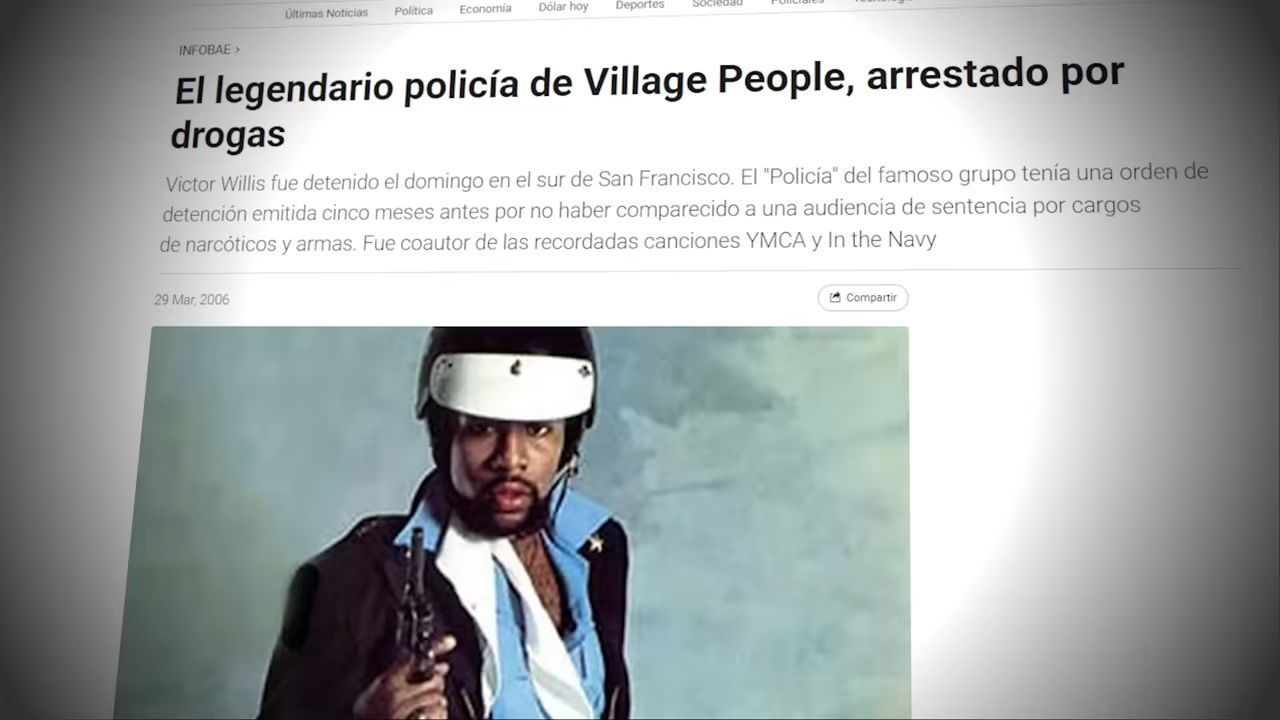 Últimas Noticias Política Economía Dólar hoy Deportes Sociedad Policiales
INFOBAE >
El legendario policía de Village People, arrestado por
drogas
Victor Willis fue detenido el domingo en el sur de San Francisco. El "Policía" del famoso grupo tenía una orden de
detención emitida cinco meses antes por no haber comparecido a una audiencia de sentencia por cargos
de narcóticos y armas. Fue coautor de las recordadas canciones YMCA y In the Navy
29 Mar, 2006
Compartir